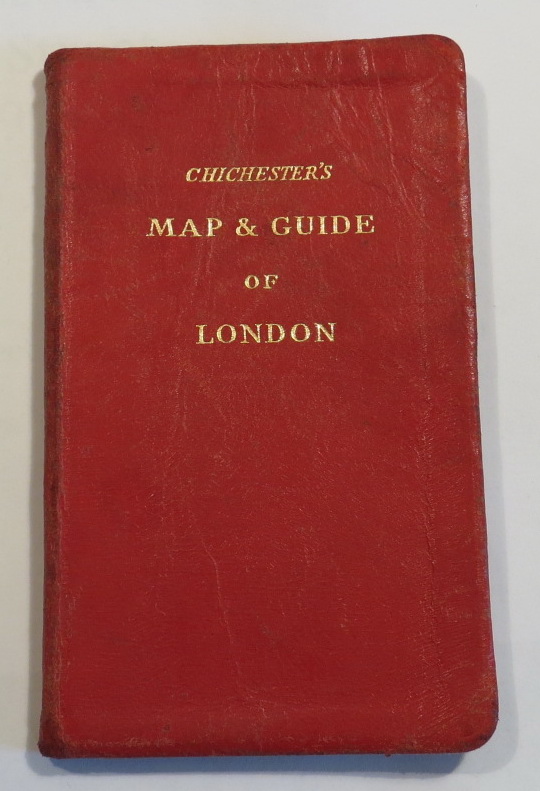 CHICHESTER'S
MAP & GUIDE
OF
LONDON